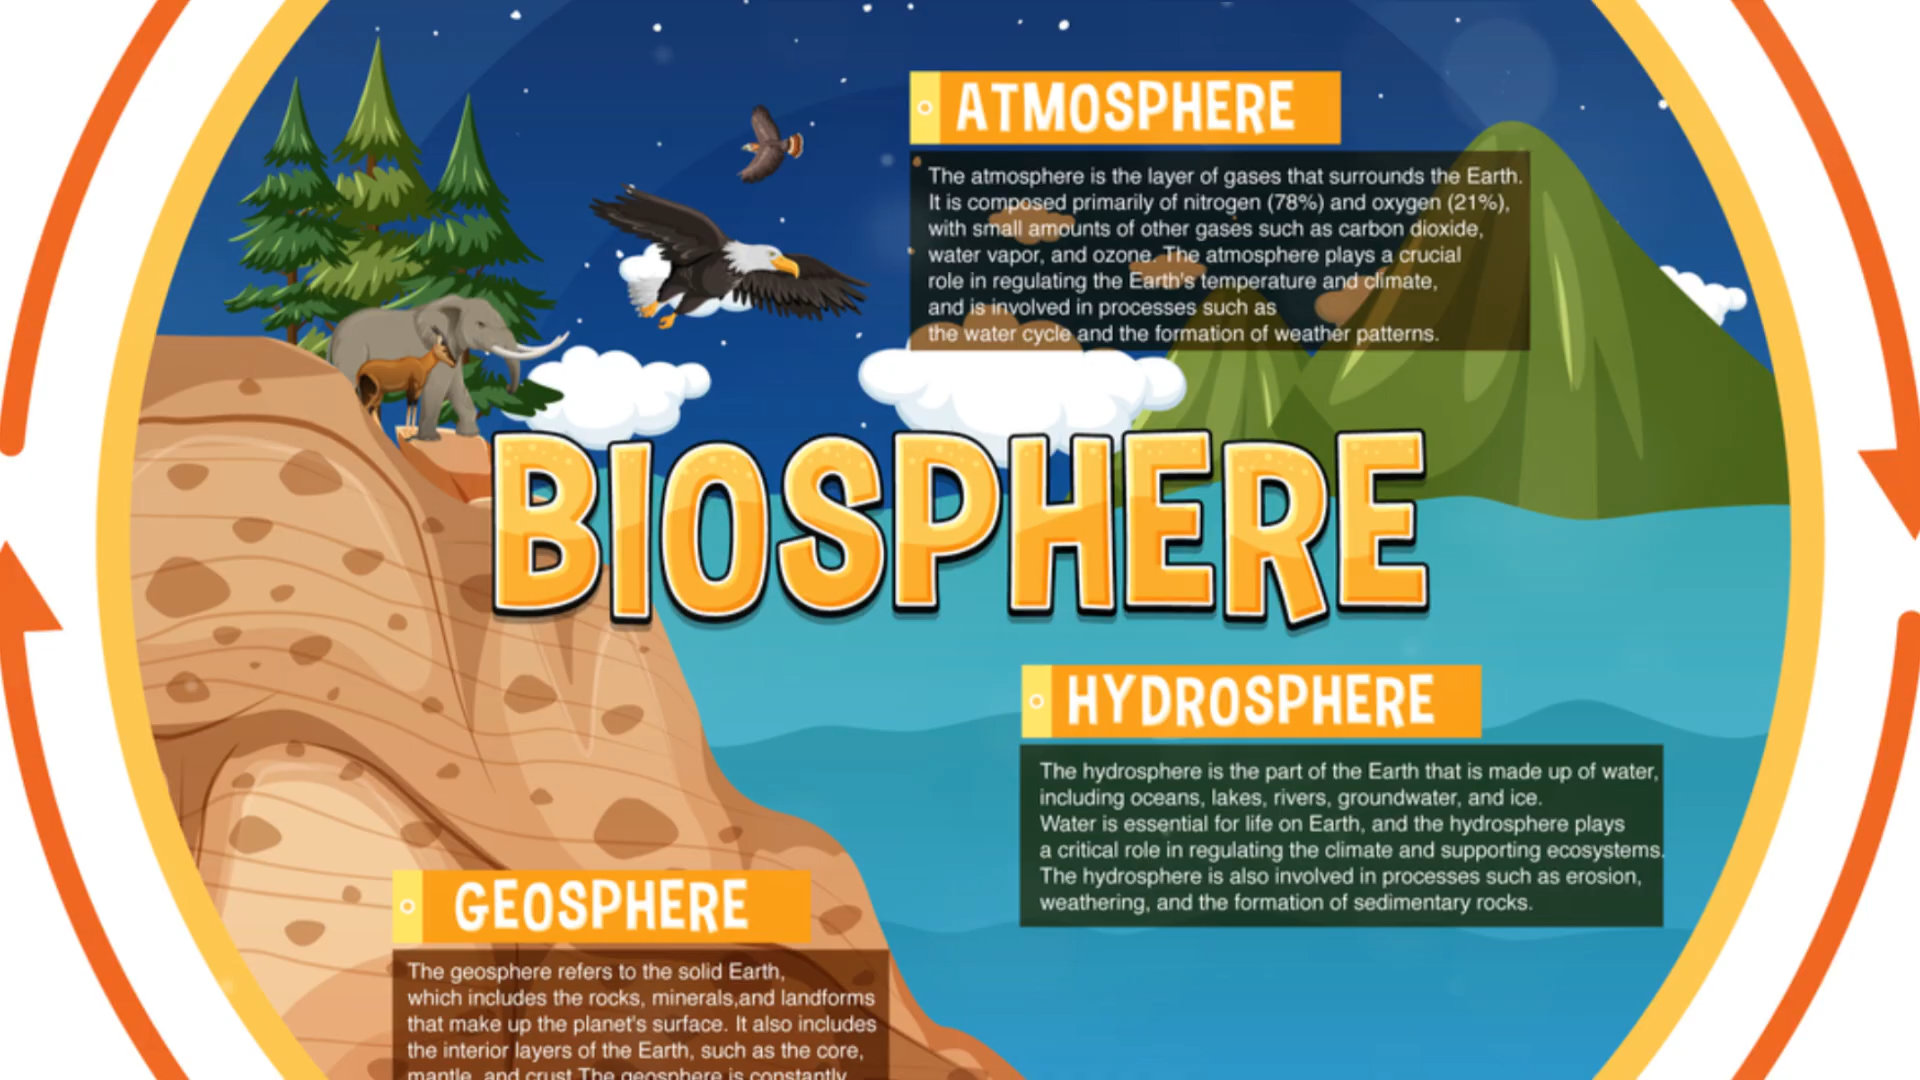 ATMOSPHERE
The atmosphere is the layer of gases that surrounds the Earth.
It is composed primarily of nitrogen (78%) and oxygen (21%),
with small amounts of other gases such as carbon dioxide,
water vapor, and ozone. The atmosphere plays a crucial
role in regulating the Earth's temperature and climate,
and is involved in processes such as
the water cycle and the formation of weather patterns.
BIOSPHERE
HYDROSPHERE
The hydrosphere is the part of the Earth that is made up of water,
including oceans, lakes, rivers, groundwater, and ice.
Water is essential for life on Earth, and the hydrosphere plays
a critical role in regulating the climate and supporting ecosystems.
The hydrosphere is also involved in processes such as erosion,
weathering, and the formation of sedimentary rocks.
GEOSPHERE
The geosphere refers to the solid Earth,
which includes the rocks, minerals,and landforms
that make up the planet's surface. It also includes
the interior layers of the Earth, such as the core,
mantle, and crust.The geosphere is constantly